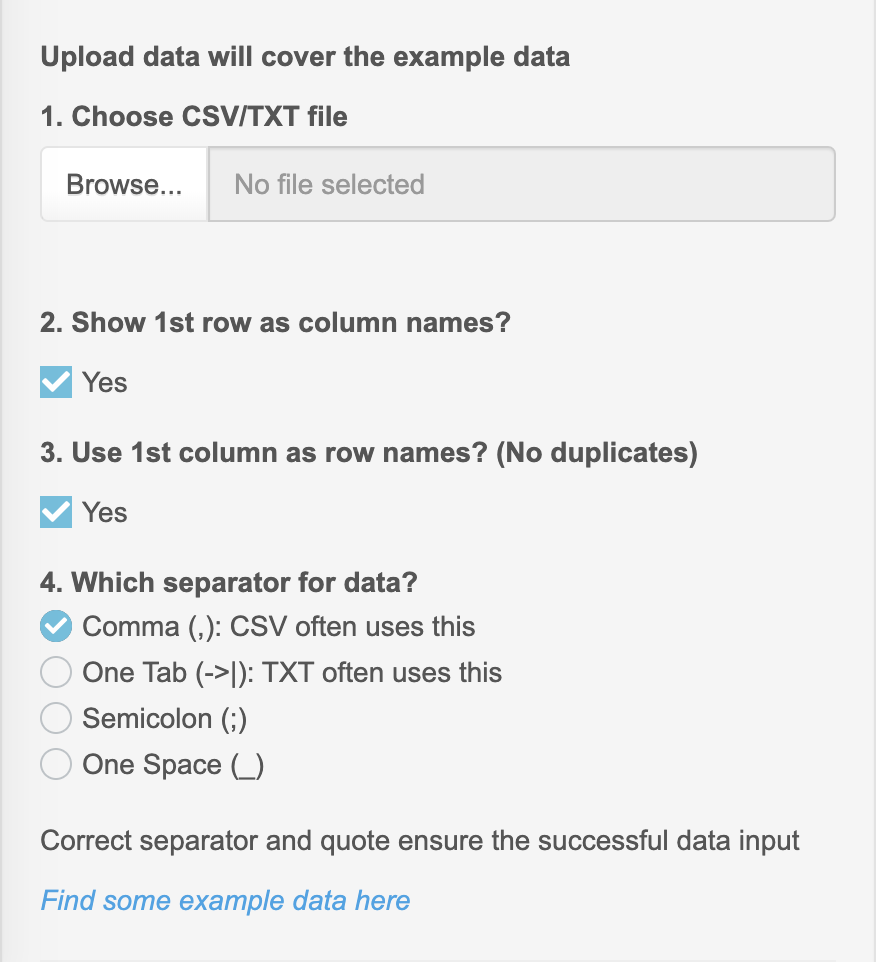 Upload data will cover the example data
1. Choose CSV/TXT file
Browse... No file selected
2. Show 1st row as column names?
Yes
3. Use 1st column as row names? (No duplicates)
Yes
4. Which separator for data?
Comma (,): CSV often uses this
One Tab (->|): TXT often uses this
Semicolon (;)
One Space (_)
Correct separator and quote ensure the successful data input
Find some example data here